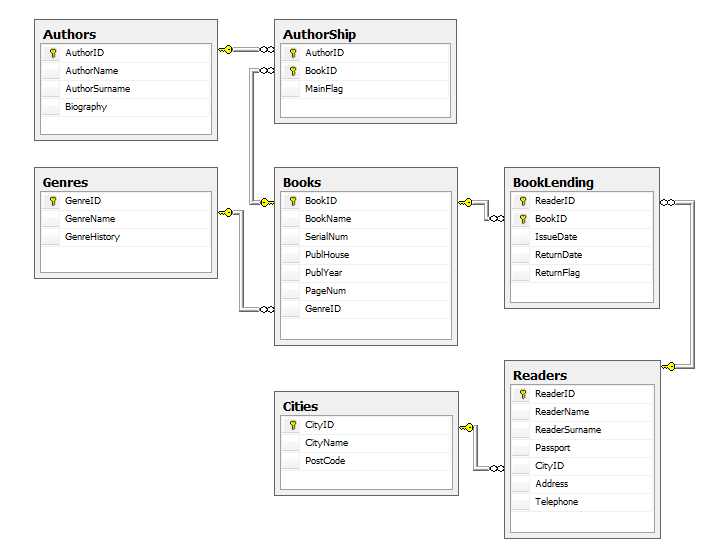 Authors
AuthorID
AuthorName
AuthorSurname
Biography
AuthorShip
AuthorID
BookID
MainFlag
Genres
GenreID
GenreName
GenreHistory
Books
BookID
BookName
SerialNum
PublHouse
PublYear
PageNum
GenreID
BookLending
ReaderID
BookID
IssueDate
ReturnDate
ReturnFlag
Cities
CityID
CityName
PostCode
Readers
ReaderID
ReaderName
ReaderSurname
Passport
CityID
Address
Telephone